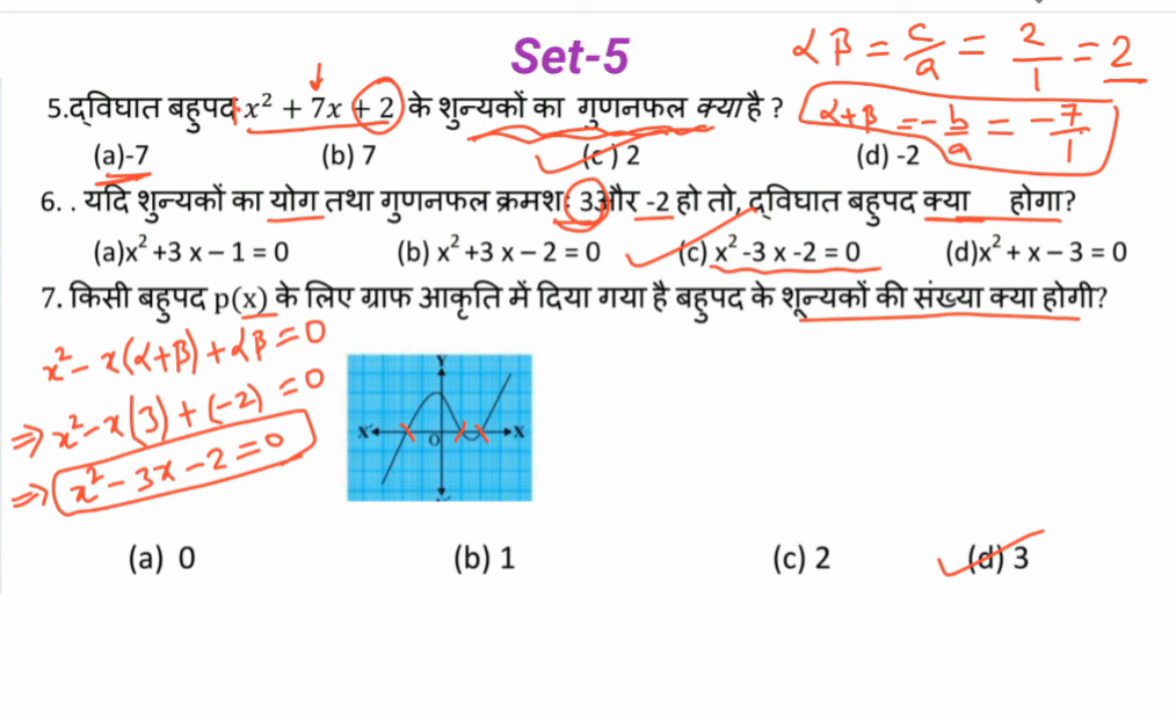 Set-5
αβ = c/a = 2/1 = 2
5.द्विघात बहुपद x² + 7x + 2 के शुन्यकों का गुणनफल क्या है ?
α+β = -b/a = -7/1
(a)-7 (b) 7 (c) 2 (d) -2
6. . यदि शुन्यकों का योग तथा गुणनफल क्रमश: 3और -2 हो तो, द्विघात बहुपद क्या होगा?
(a)x² +3 x – 1 = 0 (b) x² +3 x – 2 = 0 (c) x² -3 x -2 = 0 (d)x² + x – 3 = 0
7. किसी बहुपद p(x) के लिए ग्राफ आकृति में दिया गया है बहुपद के शून्यकों की संख्या क्या होगी?
x² - x(α+β) + αβ = 0
⇒ x² - x(3) + (-2) = 0
⇒ x² - 3x - 2 = 0
Y
X' O X
(a) 0 (b) 1 (c) 2 (d) 3